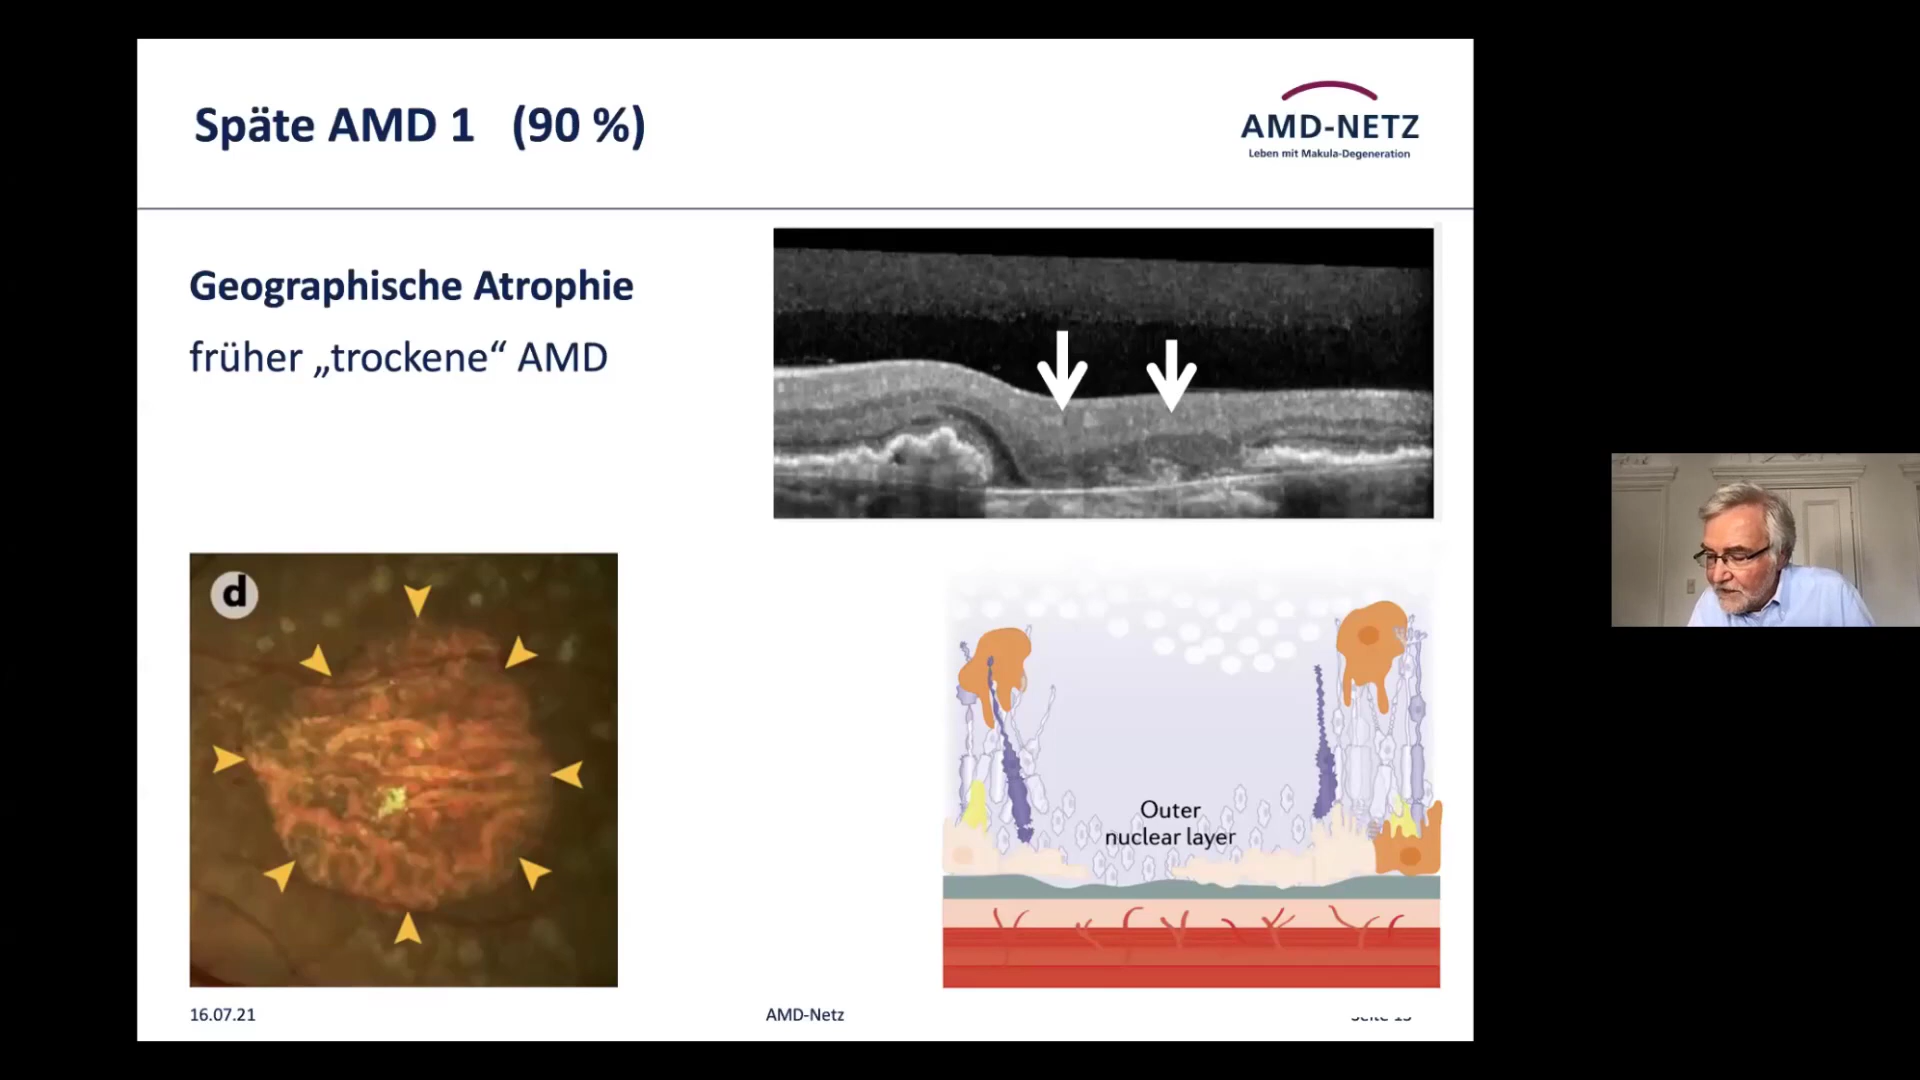 Späte AMD 1 (90 %)
AMD-NETZ
Leben mit Makula-Degeneration
Geographische Atrophie
früher „trockene“ AMD
d
Outer
nuclear layer
16.07.21
AMD-Netz